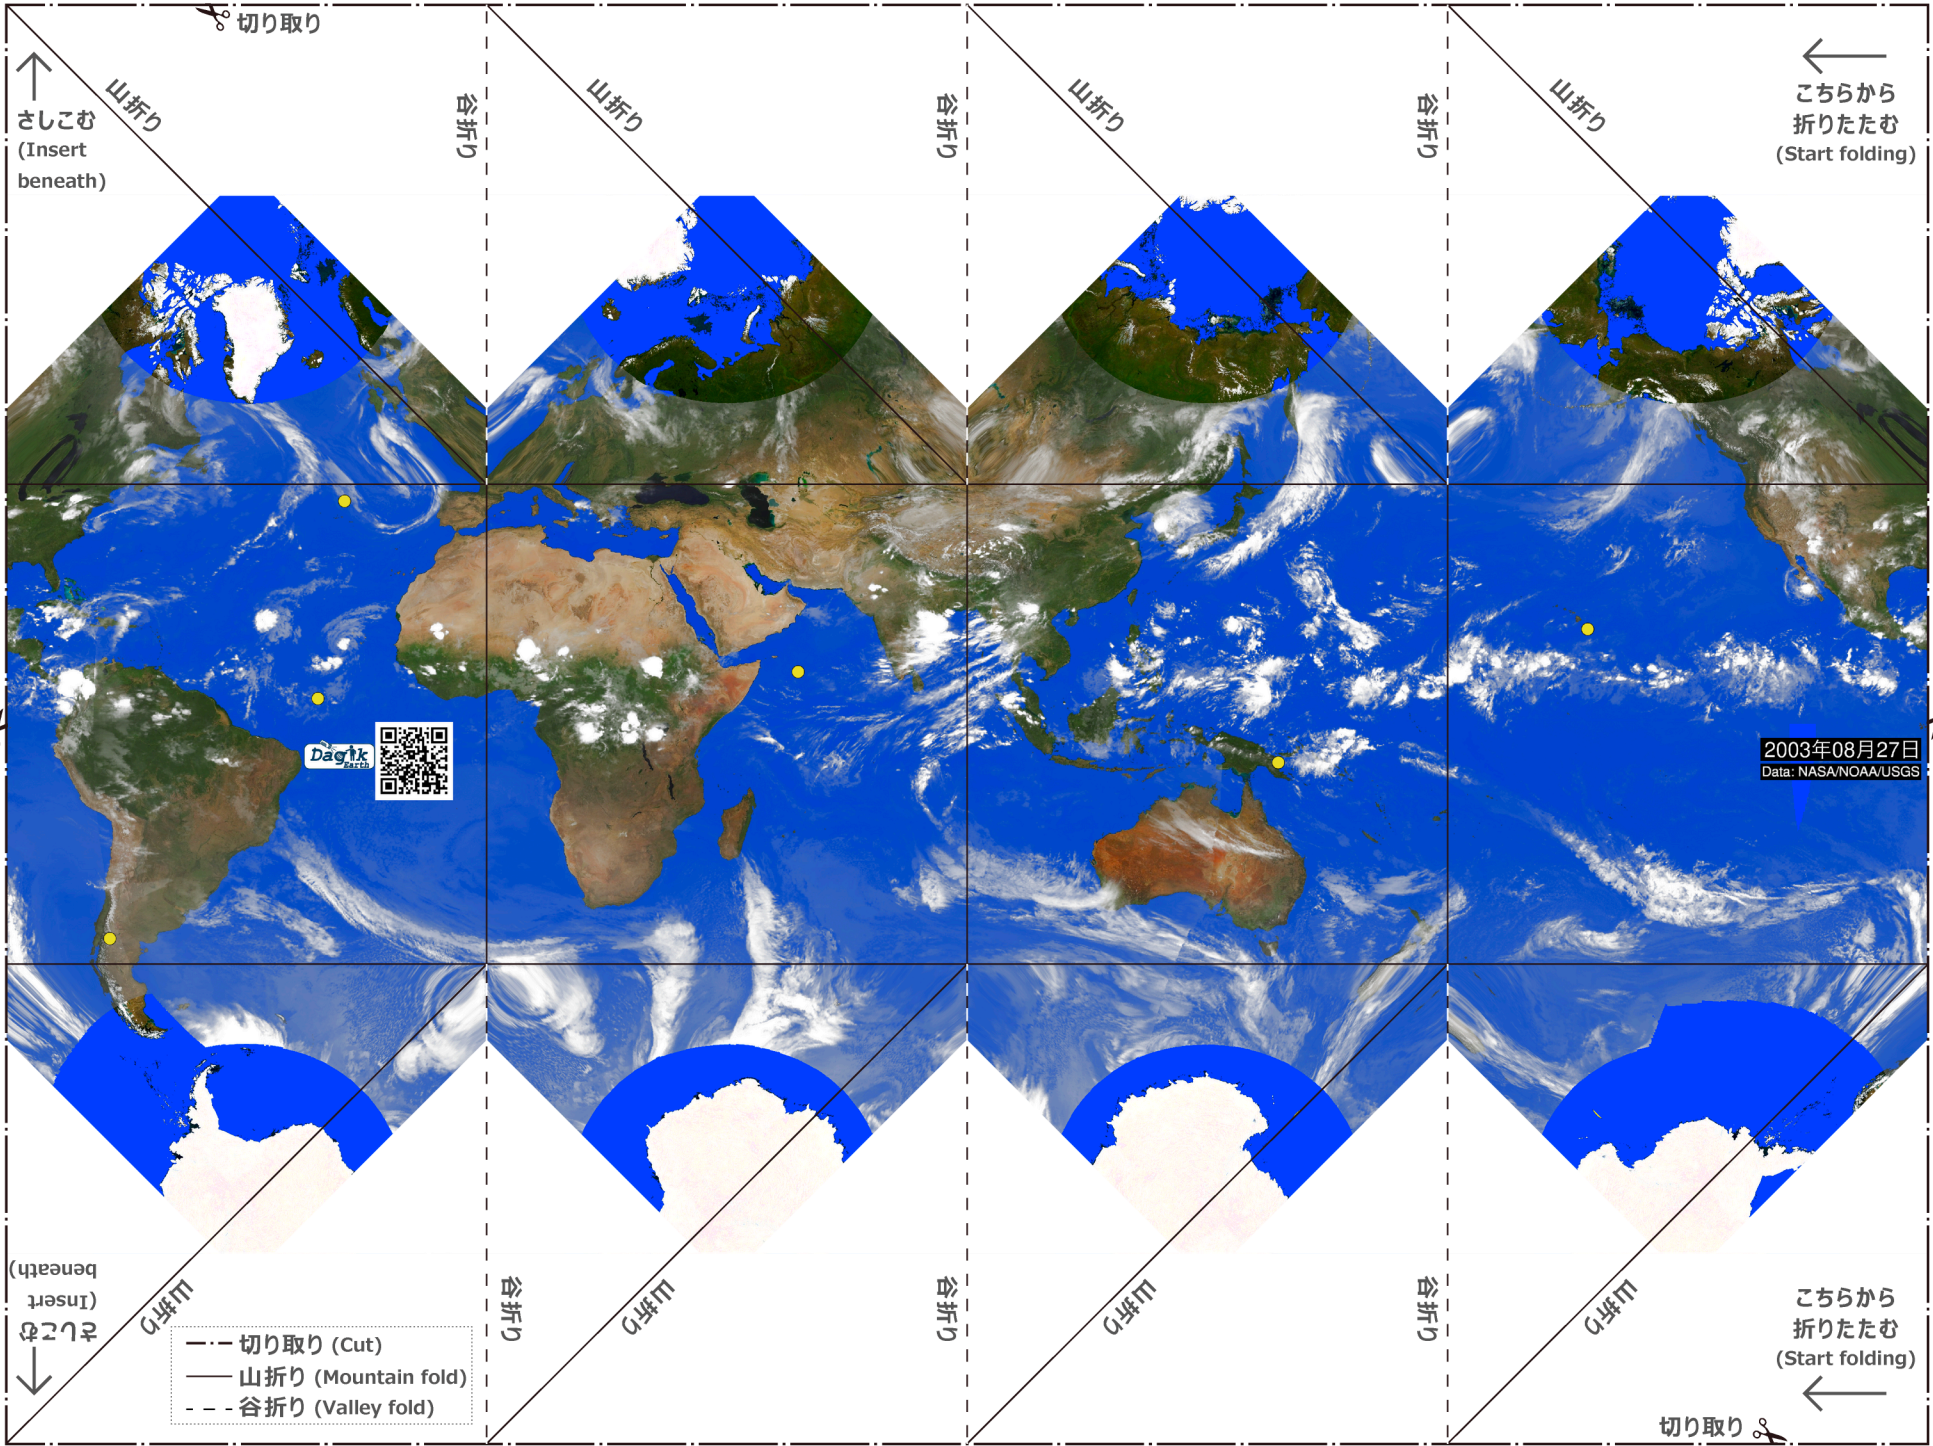 切り取り
さしこむ
(Insert
beneath)
山折り
谷折り
山折り
谷折り
山折り
谷折り
山折り
こちらから
折りたたむ
(Start folding)
Dagik
Earth
2003年08月27日
Data: NASA/NOAA/USGS
さしこむ
(Insert
beneath)
山折り
谷折り
山折り
谷折り
山折り
谷折り
山折り
こちらから
折りたたむ
(Start folding)
切り取り (Cut)
山折り (Mountain fold)
谷折り (Valley fold)
切り取り